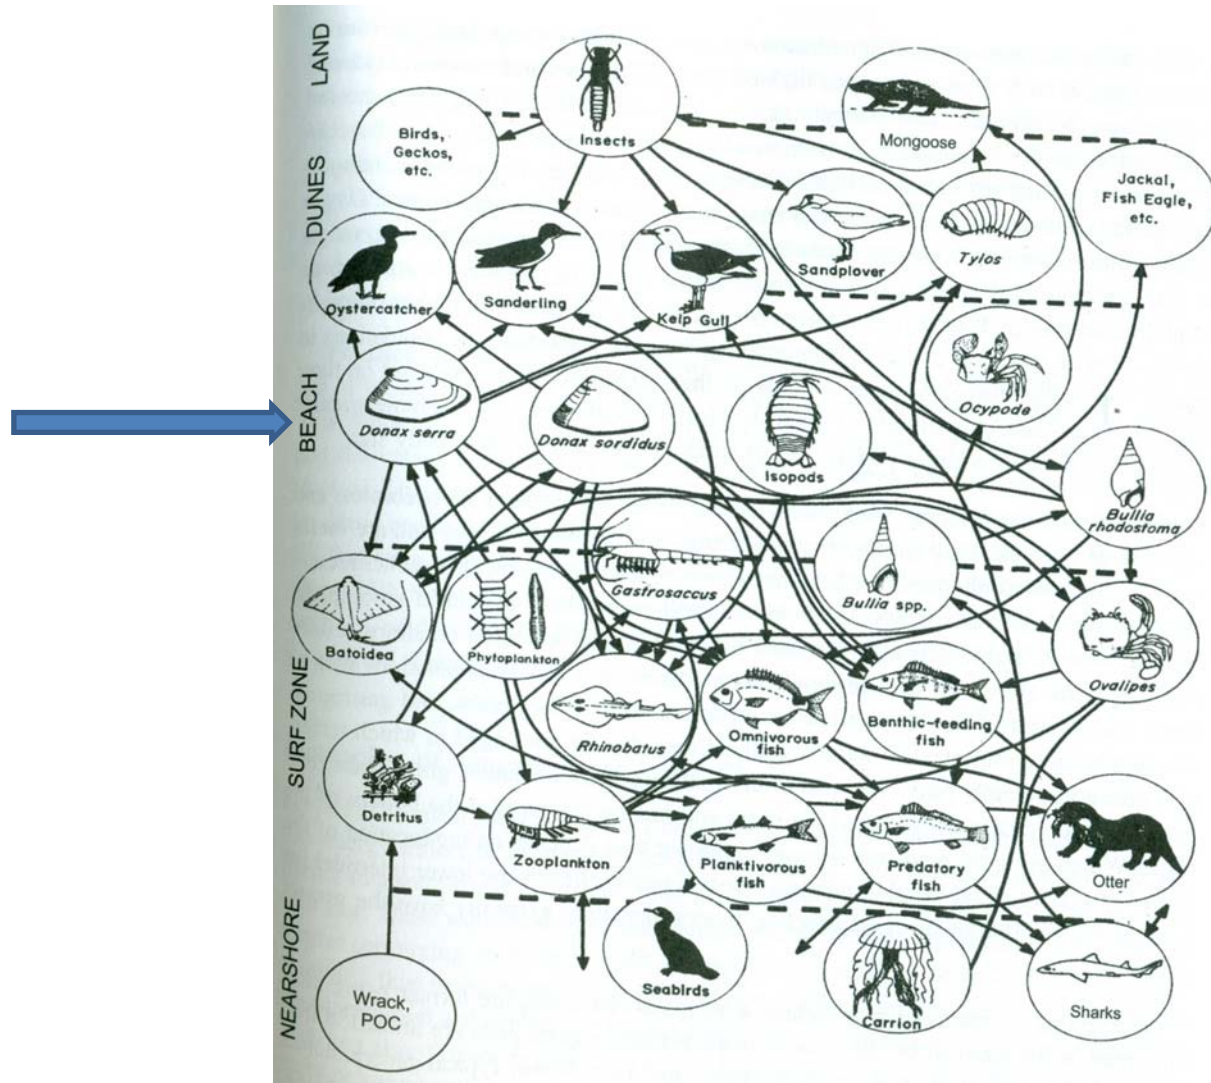 LAND
Insects
Mongoose
Birds,
Geckos,
etc.
Jackal,
Fish Eagle,
etc.
DUNES
Sandplover
Tylos
Oystercatcher
Sanderling
Kelp Gull
BEACH
Donax serra
Donax sordidus
Isopods
Ocypode
Bullia
rhodostoma
Gastrosaccus
Bullia spp.
Batoidea
Phytoplankton
Ovalipes
SURF ZONE
Rhinobatus
Omnivorous
fish
Benthic-feeding
fish
Detritus
Zooplankton
Planktivorous
fish
Predatory
fish
Otter
NEARSHORE
Wrack,
POC
Seabirds
Carrion
Sharks